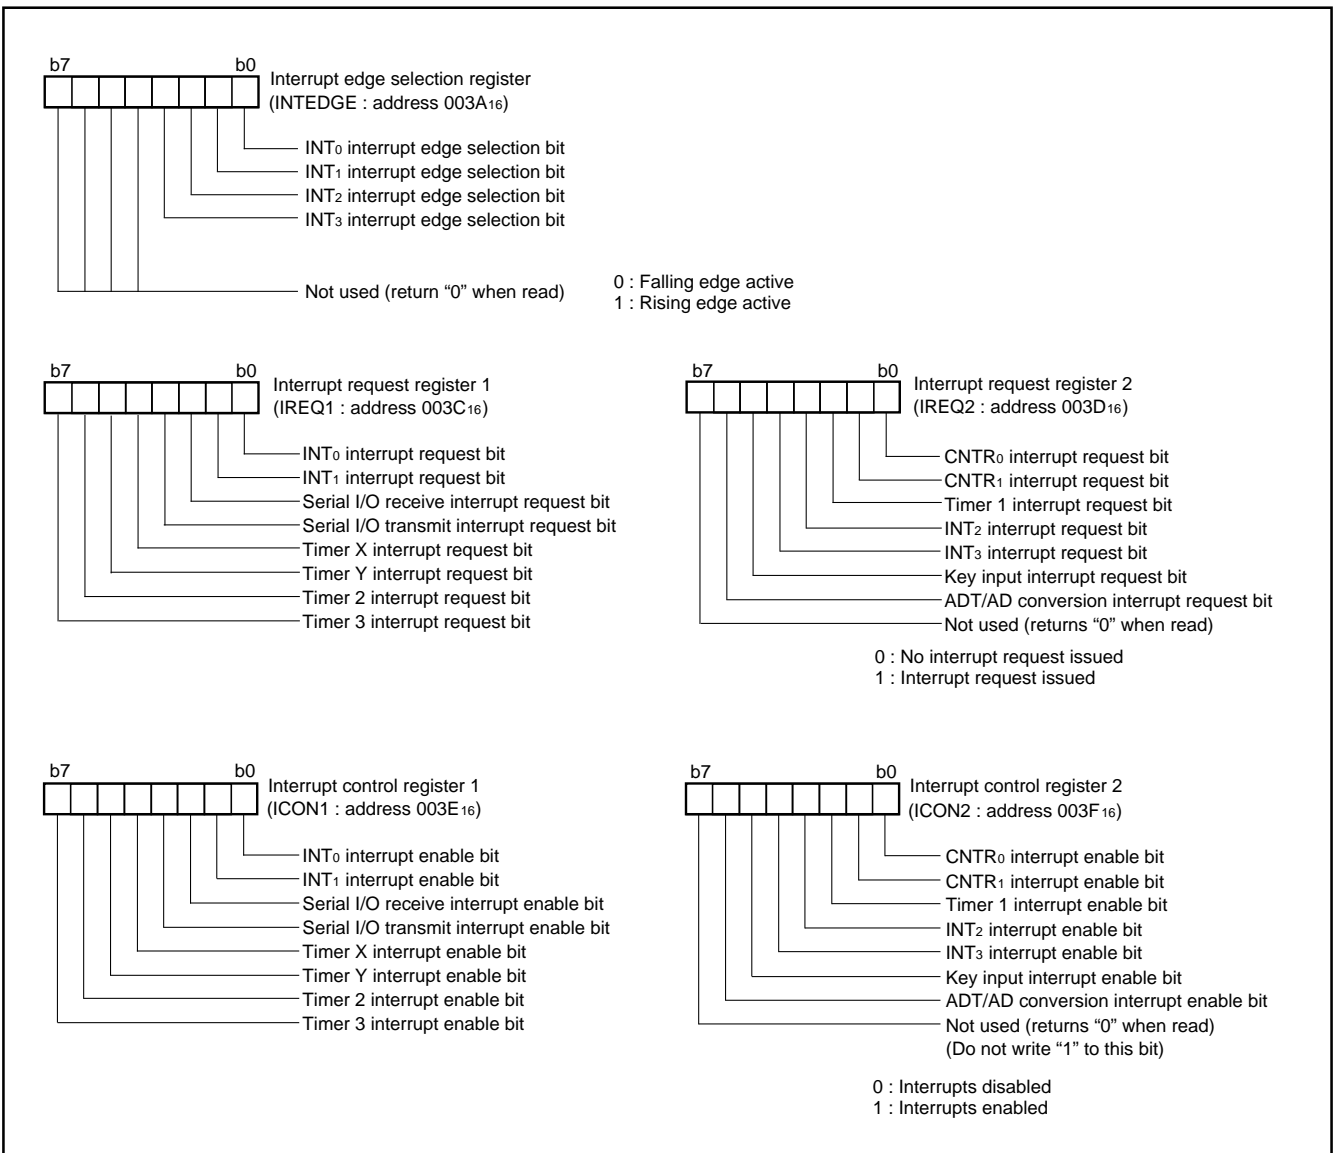 b7 b0
Interrupt edge selection register
(INTEDGE : address 003A16)
INT0 interrupt edge selection bit
INT1 interrupt edge selection bit
INT2 interrupt edge selection bit
INT3 interrupt edge selection bit
Not used (return “0” when read)
0 : Falling edge active
1 : Rising edge active
b7 b0
Interrupt request register 1
(IREQ1 : address 003C16)
INT0 interrupt request bit
INT1 interrupt request bit
Serial I/O receive interrupt request bit
Serial I/O transmit interrupt request bit
Timer X interrupt request bit
Timer Y interrupt request bit
Timer 2 interrupt request bit
Timer 3 interrupt request bit
b7 b0
Interrupt request register 2
(IREQ2 : address 003D16)
CNTR0 interrupt request bit
CNTR1 interrupt request bit
Timer 1 interrupt request bit
INT2 interrupt request bit
INT3 interrupt request bit
Key input interrupt request bit
ADT/AD conversion interrupt request bit
Not used (returns “0” when read)
0 : No interrupt request issued
1 : Interrupt request issued
b7 b0
Interrupt control register 1
(ICON1 : address 003E16)
INT0 interrupt enable bit
INT1 interrupt enable bit
Serial I/O receive interrupt enable bit
Serial I/O transmit interrupt enable bit
Timer X interrupt enable bit
Timer Y interrupt enable bit
Timer 2 interrupt enable bit
Timer 3 interrupt enable bit
b7 b0
Interrupt control register 2
(ICON2 : address 003F16)
CNTR0 interrupt enable bit
CNTR1 interrupt enable bit
Timer 1 interrupt enable bit
INT2 interrupt enable bit
INT3 interrupt enable bit
Key input interrupt enable bit
ADT/AD conversion interrupt enable bit
Not used (returns “0” when read)
(Do not write “1” to this bit)
0 : Interrupts disabled
1 : Interrupts enabled